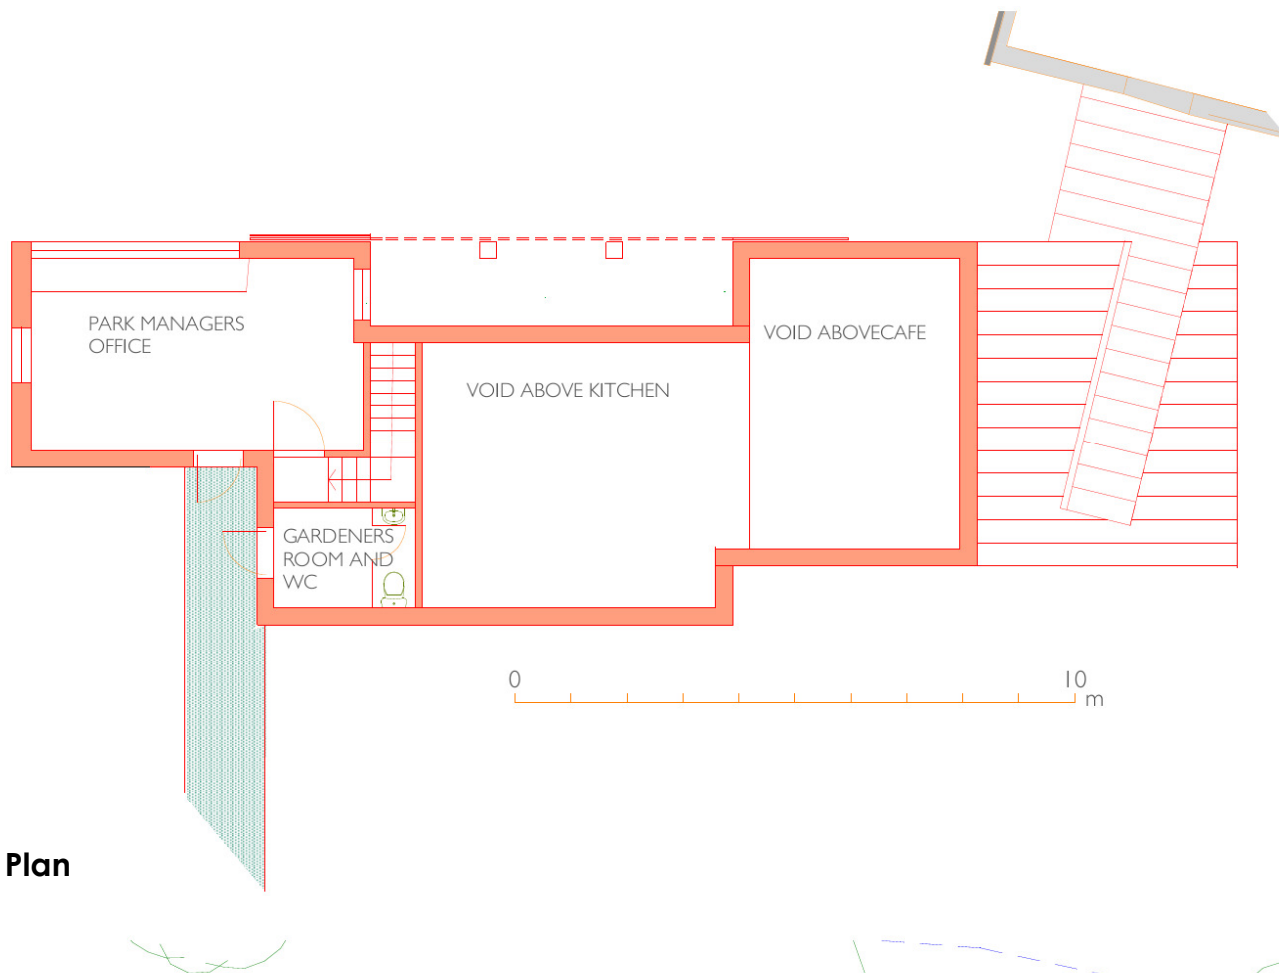 PARK MANAGERS
OFFICE
VOID ABOVECAFE
VOID ABOVE KITCHEN
GARDENERS
ROOM AND
WC
0
10
m
Plan